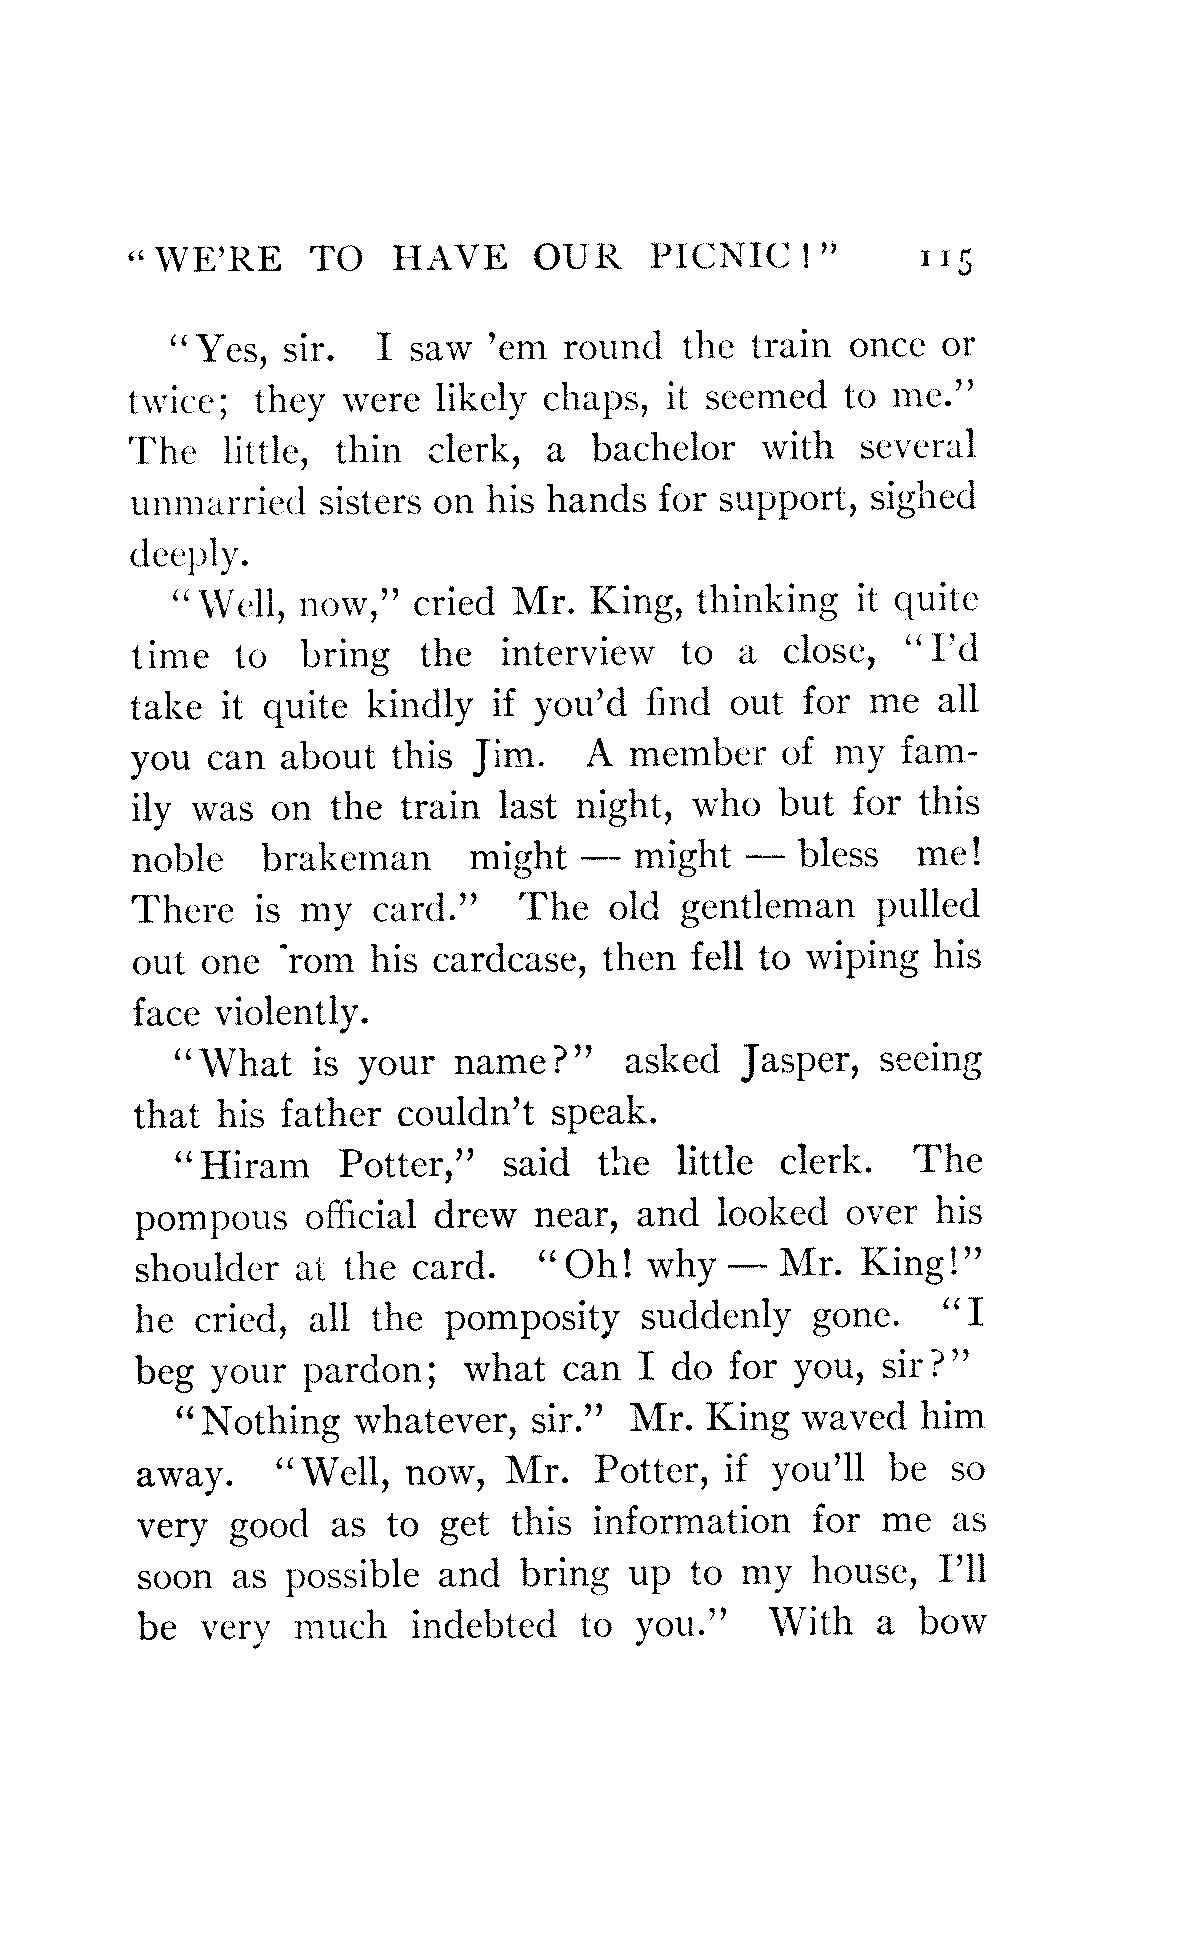 “WE’RE TO HAVE OUR PICNIC!” 115
“Yes, sir. I saw ’em round the train once or
twice; they were likely chaps, it seemed to me.”
The little, thin clerk, a bachelor with several
unmarried sisters on his hands for support, sighed
deeply.
“Well, now,” cried Mr. King, thinking it quite
time to bring the interview to a close, “I’d
take it quite kindly if you’d find out for me all
you can about this Jim. A member of my fam-
ily was on the train last night, who but for this
noble brakeman might — might — bless me!
There is my card.” The old gentleman pulled
out one rom his cardcase, then fell to wiping his
face violently.
“What is your name?” asked Jasper, seeing
that his father couldn’t speak.
“Hiram Potter,” said the little clerk. The
pompous official drew near, and looked over his
shoulder at the card. “Oh! why — Mr. King!”
he cried, all the pomposity suddenly gone. “I
beg your pardon; what can I do for you, sir?”
“Nothing whatever, sir.” Mr. King waved him
away. “Well, now, Mr. Potter, if you’ll be so
very good as to get this information for me as
soon as possible and bring up to my house, I’ll
be very much indebted to you.” With a bow